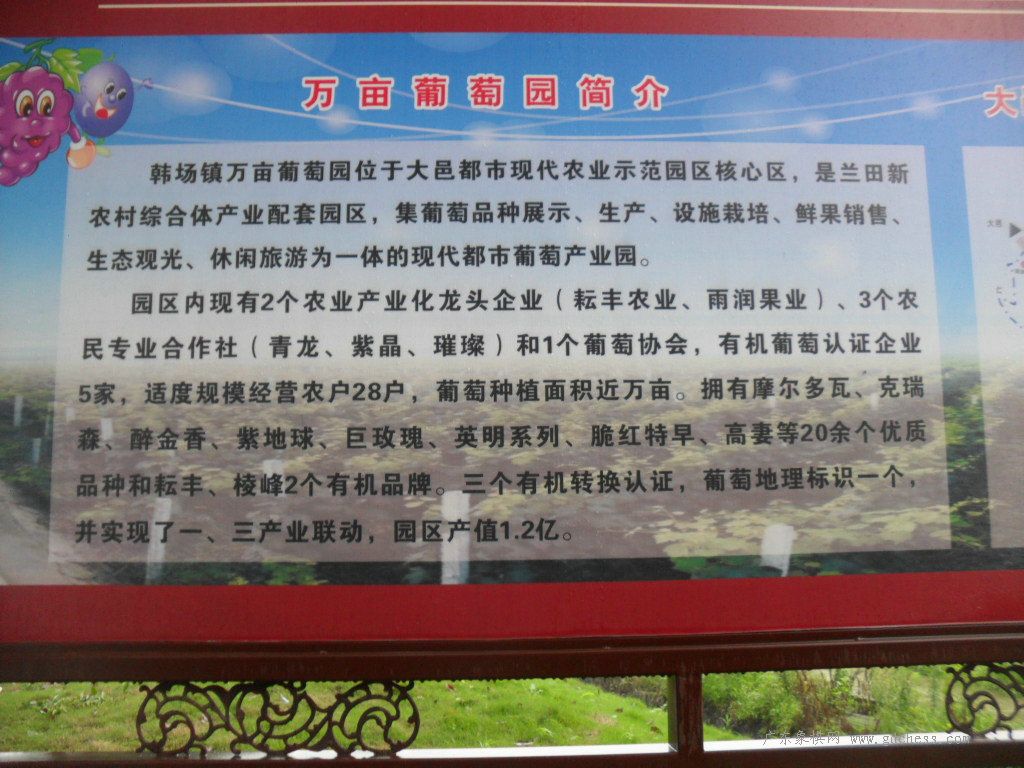 万亩葡萄园简介
韩场镇万亩葡萄园位于大邑都市现代农业示范园区核心区，是兰田新
农村综合体产业配套园区，集葡萄品种展示、生产、设施栽培、鲜果销售、
生态观光、休闲旅游为一体的现代都市葡萄产业园。
园区内现有2个农业产业化龙头企业（耘丰农业、雨润果业）、3个农
民专业合作社（青龙、紫晶、璀璨）和1个葡萄协会，有机葡萄认证企业
5家，适度规模经营农户28户，葡萄种植面积近万亩。拥有摩尔多瓦、克瑞
森、醉金香、紫地球、巨玫瑰、英明系列、脆红特早、高妻等20余个优质
品种和耘丰、棱峰2个有机品牌。三个有机转换认证，葡萄地理标识一个，
并实现了一、三产业联动，园区产值1.2亿。
大
大邑
广东象棋网 www.gdchess.com